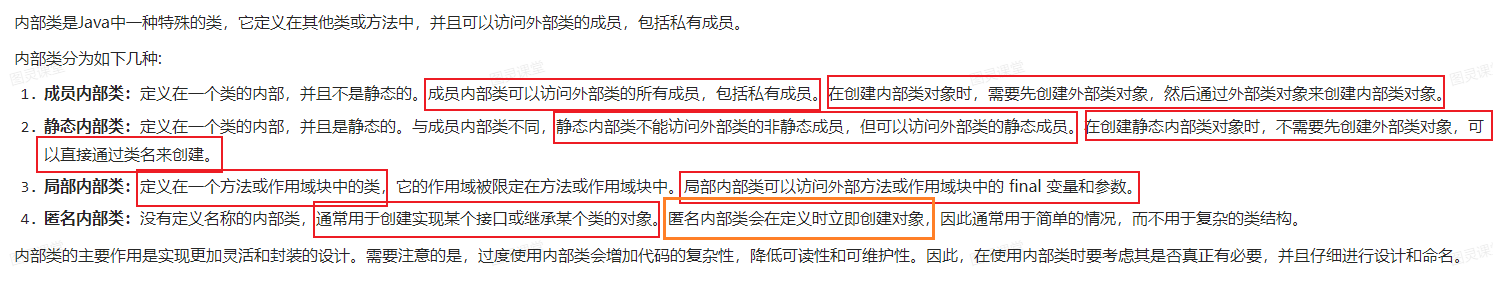 内部类是Java中一种特殊的类，它定义在其他类或方法中，并且可以访问外部类的成员，包括私有成员。
内部类分为如下几种:
1. 成员内部类：定义在一个类的内部，并且不是静态的。成员内部类可以访问外部类的所有成员，包括私有成员。在创建内部类对象时，需要先创建外部类对象，然后通过外部类对象来创建内部类对象。
2. 静态内部类：定义在一个类的内部，并且是静态的。与成员内部类不同，静态内部类不能访问外部类的非静态成员，但可以访问外部类的静态成员。在创建静态内部类对象时，不需要先创建外部类对象，可
以直接通过类名来创建。
3. 局部内部类：定义在一个方法或作用域块中的类，它的作用域被限定在方法或作用域块中。局部内部类可以访问外部方法或作用域块中的 final 变量和参数。
4. 匿名内部类：没有定义名称的内部类，通常用于创建实现某个接口或继承某个类的对象。匿名内部类会在定义时立即创建对象，因此通常用于简单的情况，而不用于复杂的类结构。
内部类的主要作用是实现更加灵活和封装的设计。需要注意的是，过度使用内部类会增加代码的复杂性，降低可读性和可维护性。因此，在使用内部类时要考虑其是否真正有必要，并且仔细进行设计和命名。